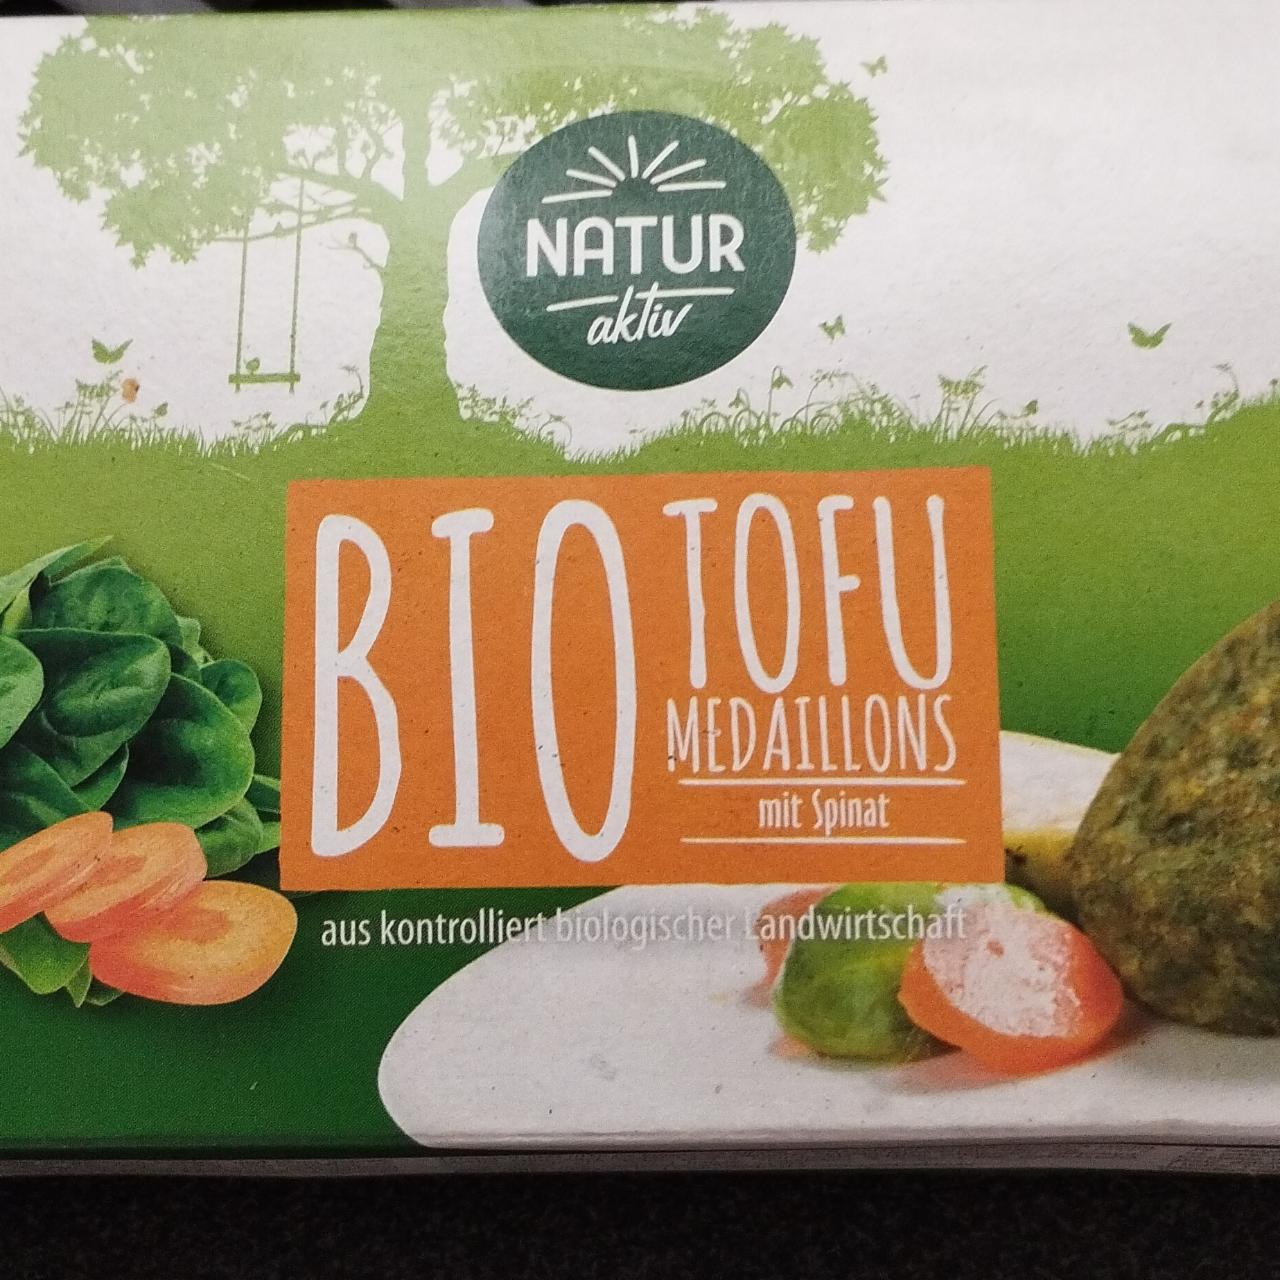 NATUR
aktiv
BIO TOFU
MEDAILLONS
mit Spinat
aus kontrolliert biologischer Landwirtschaft